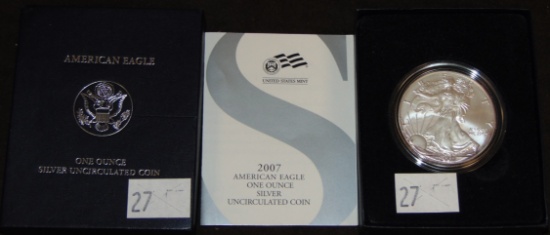 AMERICAN EAGLE
ONE OUNCE
SILVER UNCIRCULATED COIN
27
UNITED STATES MINT
2007
AMERICAN EAGLE
ONE OUNCE
SILVER
UNCIRCULATED COIN
27